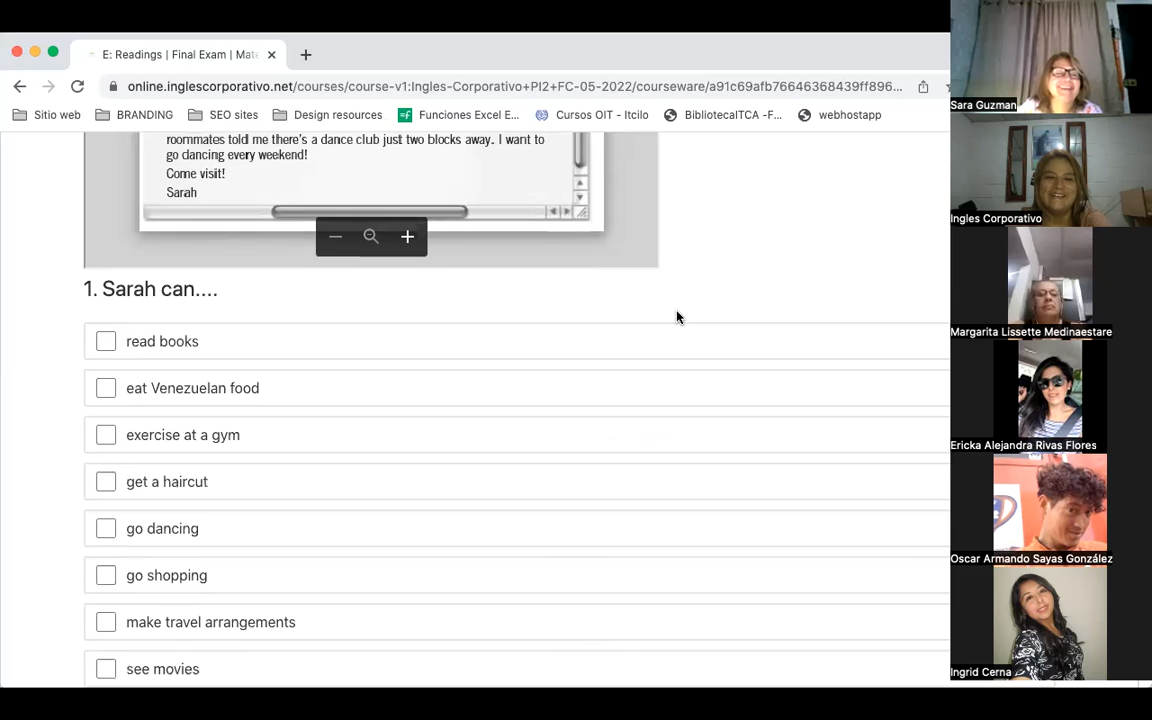 E: Readings | Final Exam | Mate
online.inglescorporativo.net/courses/course-v1:Ingles-Corporativo+PI2+FC-05-2022/courseware/a91c69afb76646368439ff896...
Sitio web
BRANDING
SEO sites
Design resources
Funciones Excel E...
Cursos OIT - Itcilo
BibliotecaITCA -F...
webhostapp
roommates told me there's a dance club just two blocks away. I want to
go dancing every weekend!
Come visit!
Sarah
1. Sarah can....
read books
eat Venezuelan food
exercise at a gym
get a haircut
go dancing
go shopping
make travel arrangements
see movies
Sara Guzman
Ingles Corporativo
Margarita Lissette Medinaestare
Ericka Alejandra Rivas Flores
Oscar Armando Sayas González
Ingrid Cerna